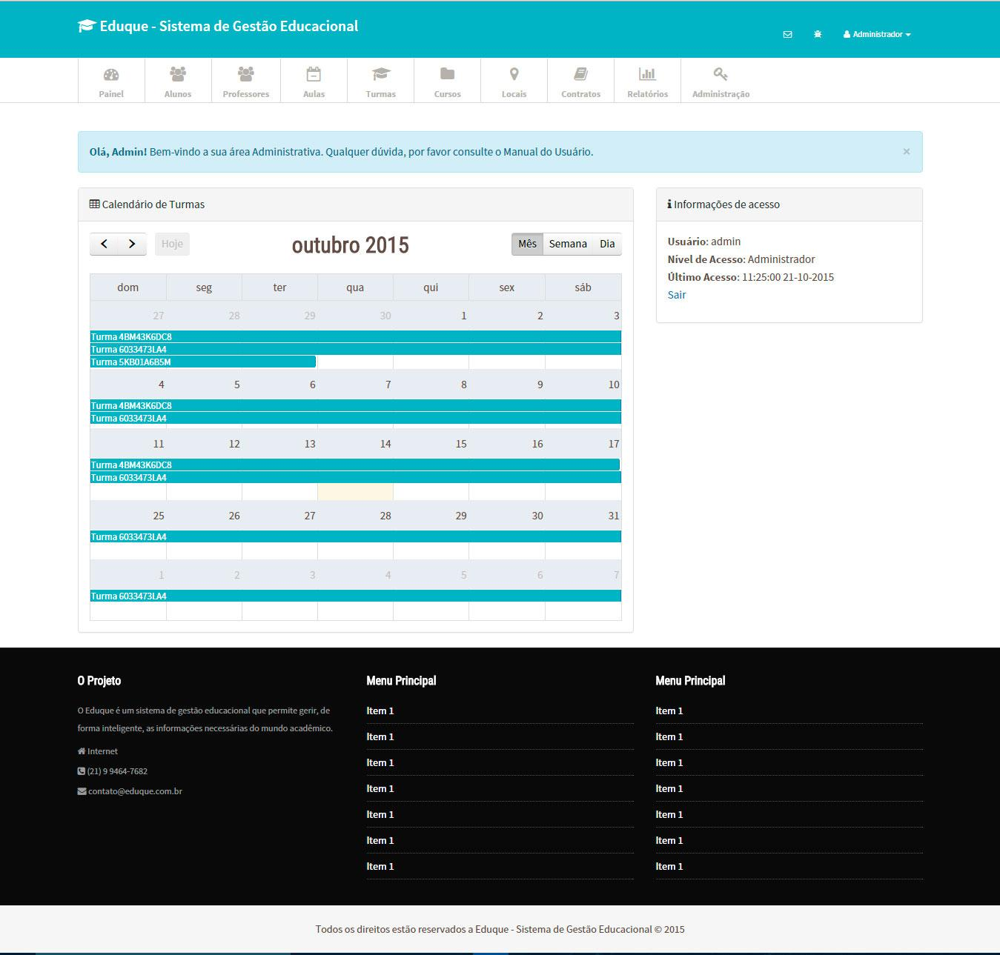 Eduque - Sistema de Gestão Educacional
Administrador
Painel Alunos Professores Aulas Turmas Cursos Locais Contratos Relatórios Administração
Olá, Admin! Bem-vindo a sua área Administrativa. Qualquer dúvida, por favor consulte o Manual do Usuário. ×
Calendário de Turmas
Hoje
outubro 2015
Mês Semana Dia
dom seg ter qua qui sex sáb
27 28 29 30 1 2 3
Turma 4BM43K6DC8
Turma 6033473LA4
Turma 5KB01A6B5M
4 5 6 7 8 9 10
Turma 4BM43K6DC8
Turma 6033473LA4
11 12 13 14 15 16 17
Turma 4BM43K6DC8
Turma 6033473LA4
25 26 27 28 29 30 31
Turma 6033473LA4
1 2 3 4 5 6 7
Turma 6033473LA4
Informações de acesso
Usuário: admin
Nível de Acesso: Administrador
Último Acesso: 11:25:00 21-10-2015
Sair
O Projeto
O Eduque é um sistema de gestão educacional que permite gerir, de
forma inteligente, as informações necessárias do mundo acadêmico.
Internet
(21) 9 9464-7682
contato@eduque.com.br
Menu Principal
Item 1
Item 1
Item 1
Item 1
Item 1
Item 1
Item 1
Menu Principal
Item 1
Item 1
Item 1
Item 1
Item 1
Item 1
Item 1
Todos os direitos estão reservados a Eduque - Sistema de Gestão Educacional © 2015